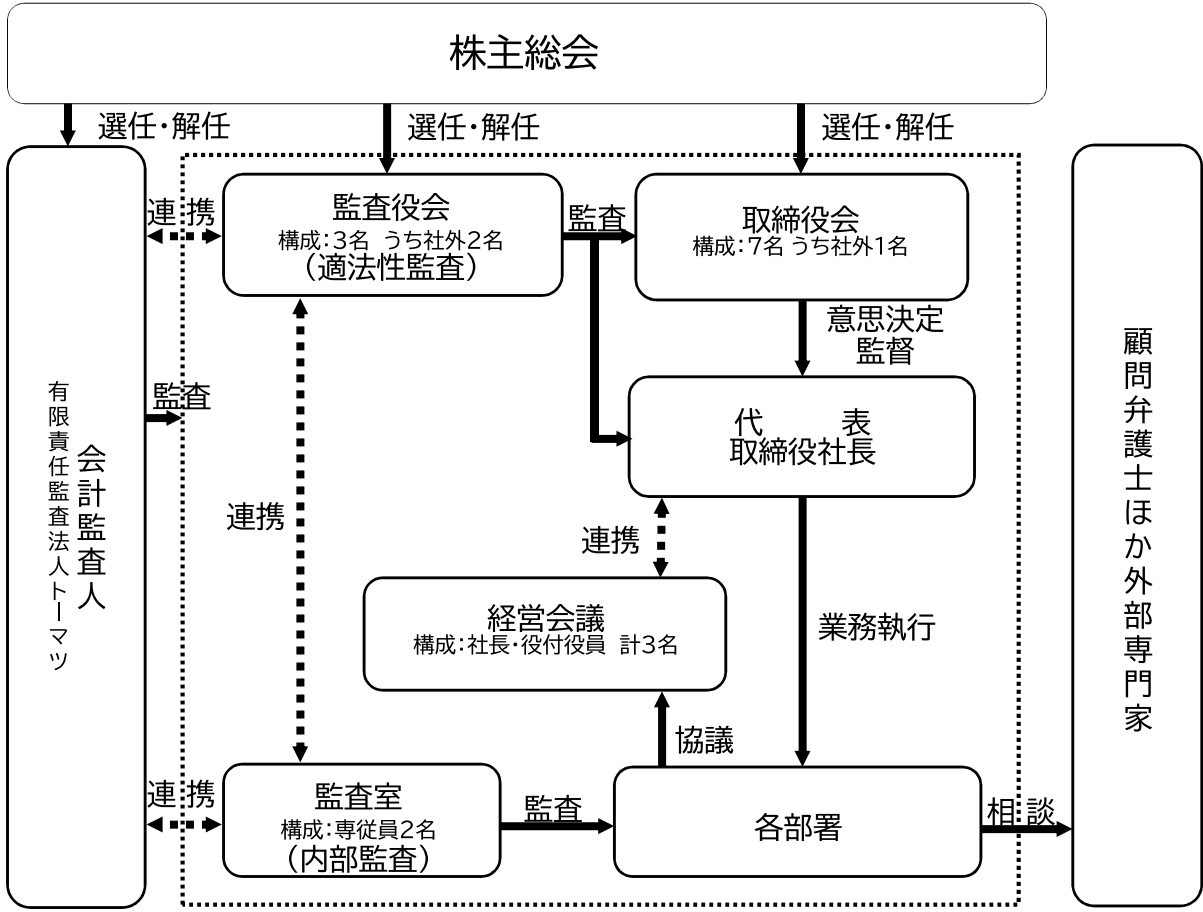 株主総会
選任・解任
選任・解任
選任・解任
連 携
監査役会
構成：3名 うち社外2名
（適法性監査）
監査
取締役会
構成：7名 うち社外1名
意思決定
監督
代 表
取締役社長
監査
会計監査人
有限責任監査法人トーマツ
連携
連携
経営会議
構成：社長・役付役員 計3名
業務執行
協議
連 携
監査室
構成：専従員2名
（内部監査）
監査
各部署
相 談
顧問弁護士ほか外部専門家